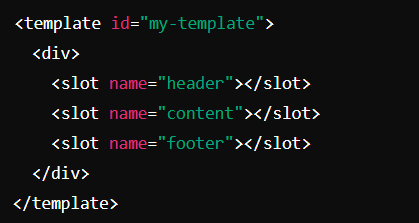 <template id="my-template">
  <div>
    <slot name="header"></slot>
    <slot name="content"></slot>
    <slot name="footer"></slot>
  </div>
</template>